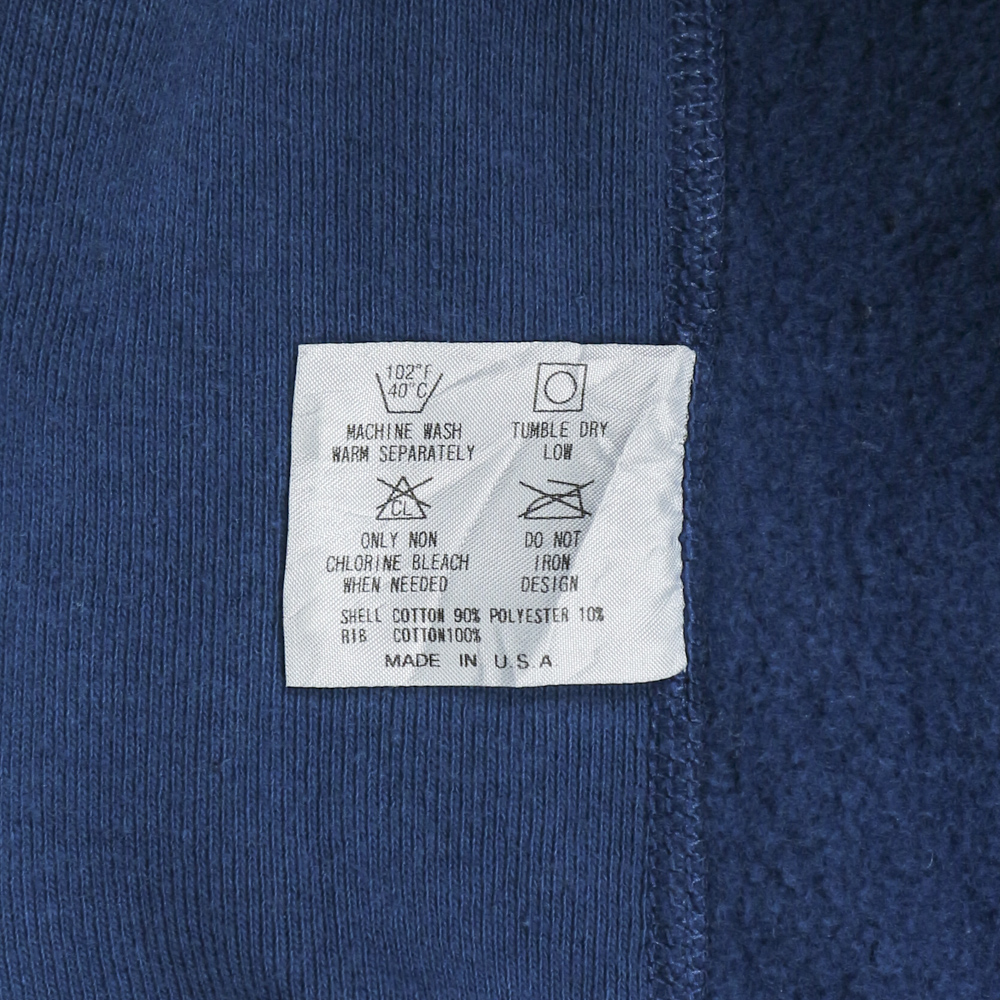 102°F
40°C
MACHINE WASH
WARM SEPARATELY
TUMBLE DRY
LOW
CL
ONLY NON
CHLORINE BLEACH
WHEN NEEDED
DO NOT
IRON
DESIGN
SHELL COTTON 90% POLYESTER 10%
RIB COTTON100%
MADE IN U.S.A